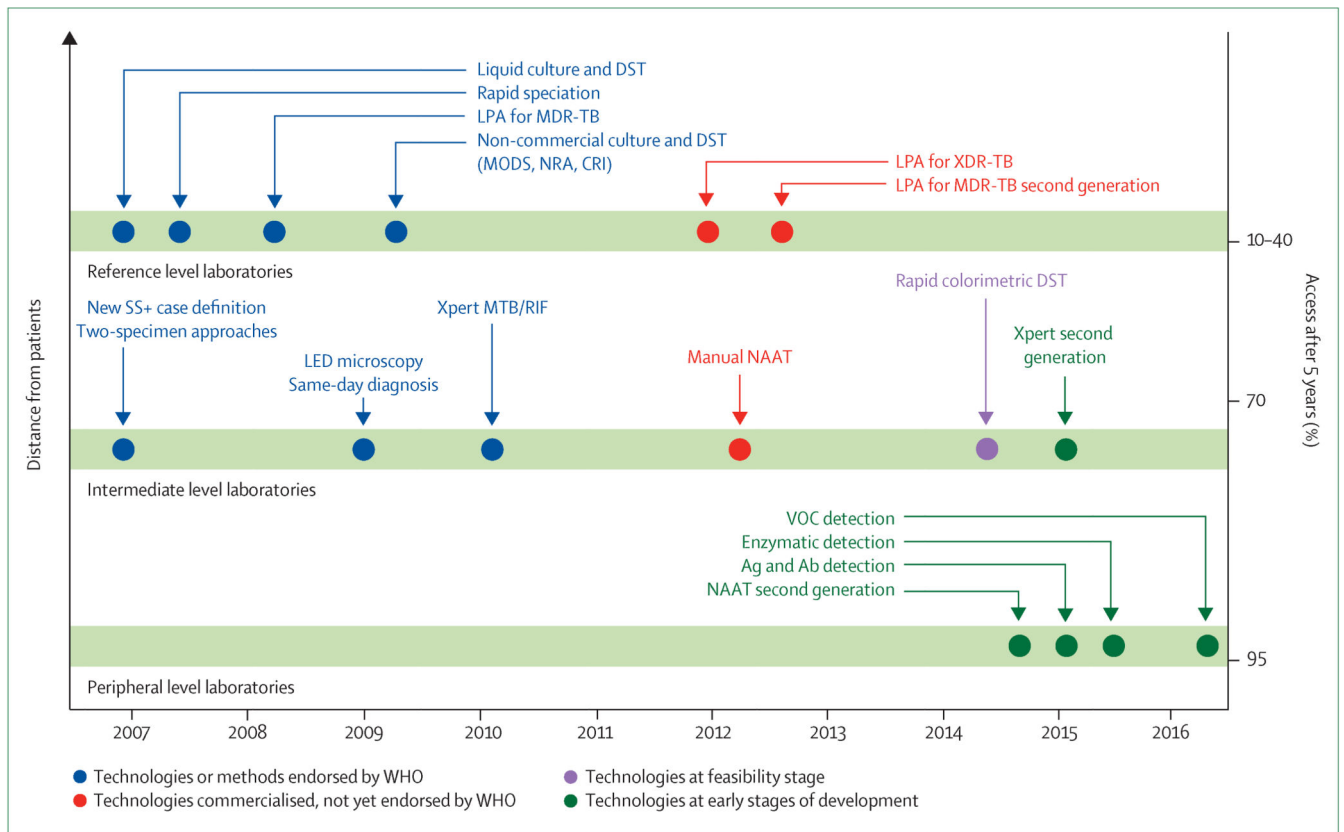 Liquid culture and DST
Rapid speciation
LPA for MDR-TB
Non-commercial culture and DST
(MODS, NRA, CRI)
LPA for XDR-TB
LPA for MDR-TB second generation
10–40
Reference level laboratories
New SS+ case definition
Two-specimen approaches
LED microscopy
Same-day diagnosis
Xpert MTB/RIF
Manual NAAT
Rapid colorimetric DST
Xpert second
generation
70
Intermediate level laboratories
VOC detection
Enzymatic detection
Ag and Ab detection
NAAT second generation
95
Peripheral level laboratories
Distance from patients
Access after 5 years (%)
2007 2008 2009 2010 2011 2012 2013 2014 2015 2016
Technologies or methods endorsed by WHO
Technologies commercialised, not yet endorsed by WHO
Technologies at feasibility stage
Technologies at early stages of development